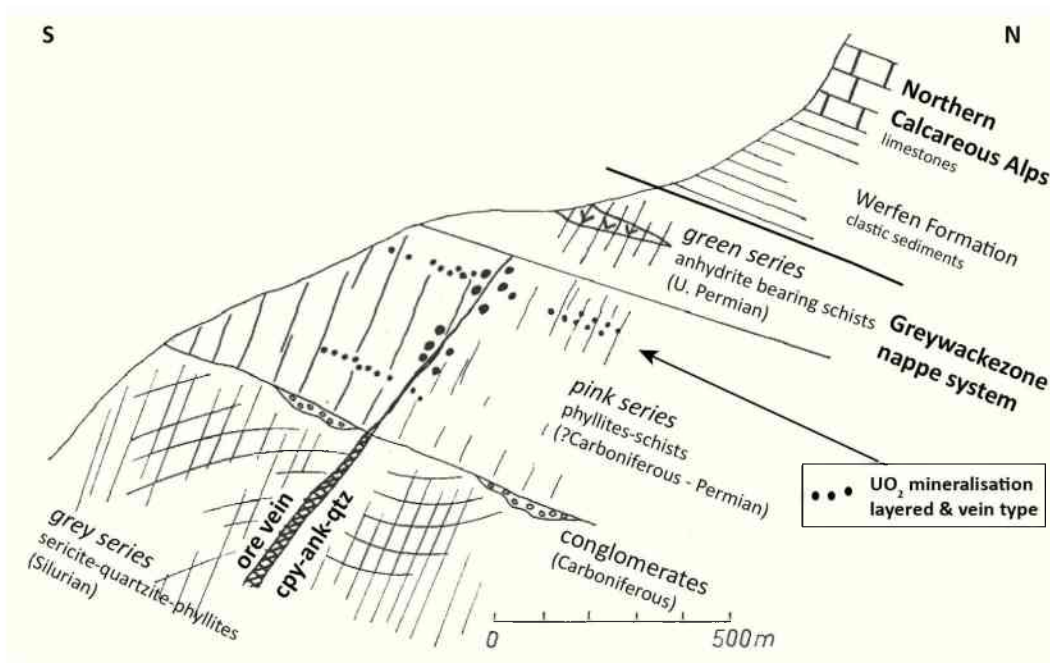 S
N
Northern
Calcareous Alps
limestones
Werfen Formation
clastic sediments
green series
anhydrite bearing schists
(U. Permian)
Greywackezone
nappe system
pink series
phyllites-schists
(?Carboniferous - Permian)
UO₂ mineralisation
layered & vein type
ore vein
cpy-ank-qtz
grey series
sericite-quartzite-phyllites
(Silurian)
conglomerates
(Carboniferous)
0
500m